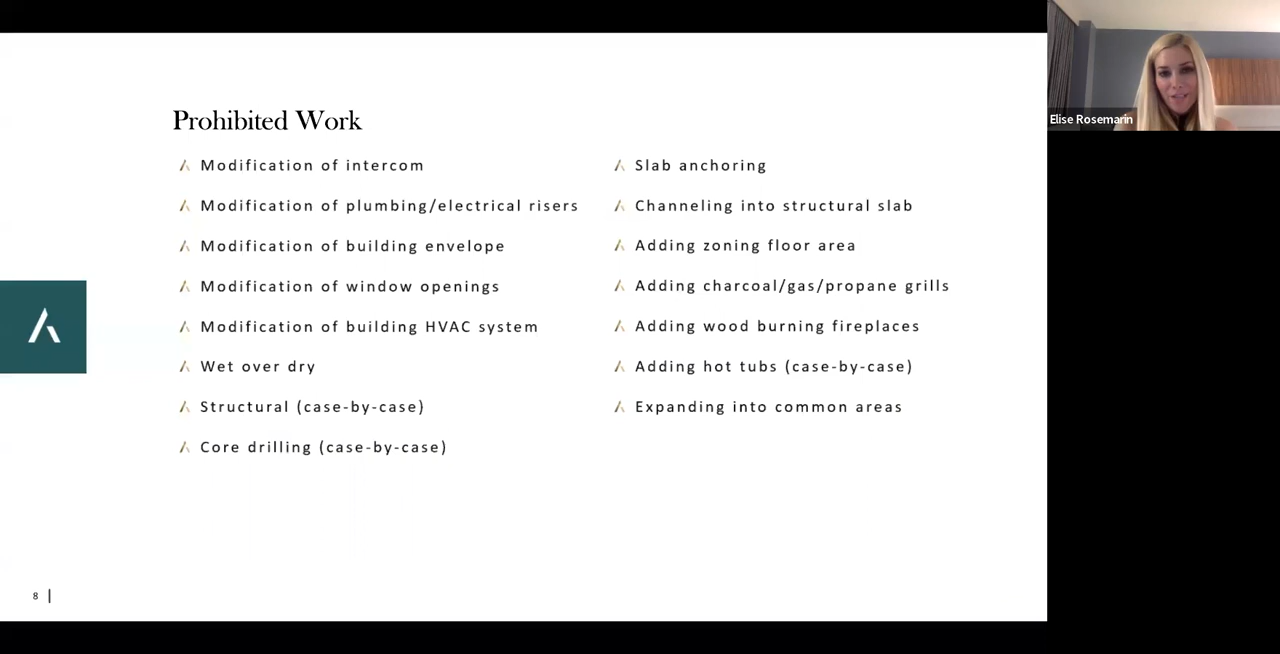 Prohibited Work
Modification of intercom
Modification of plumbing/electrical risers
Modification of building envelope
Modification of window openings
Modification of building HVAC system
Wet over dry
Structural (case-by-case)
Core drilling (case-by-case)
Slab anchoring
Channeling into structural slab
Adding zoning floor area
Adding charcoal/gas/propane grills
Adding wood burning fireplaces
Adding hot tubs (case-by-case)
Expanding into common areas
8
Elise Rosemarin